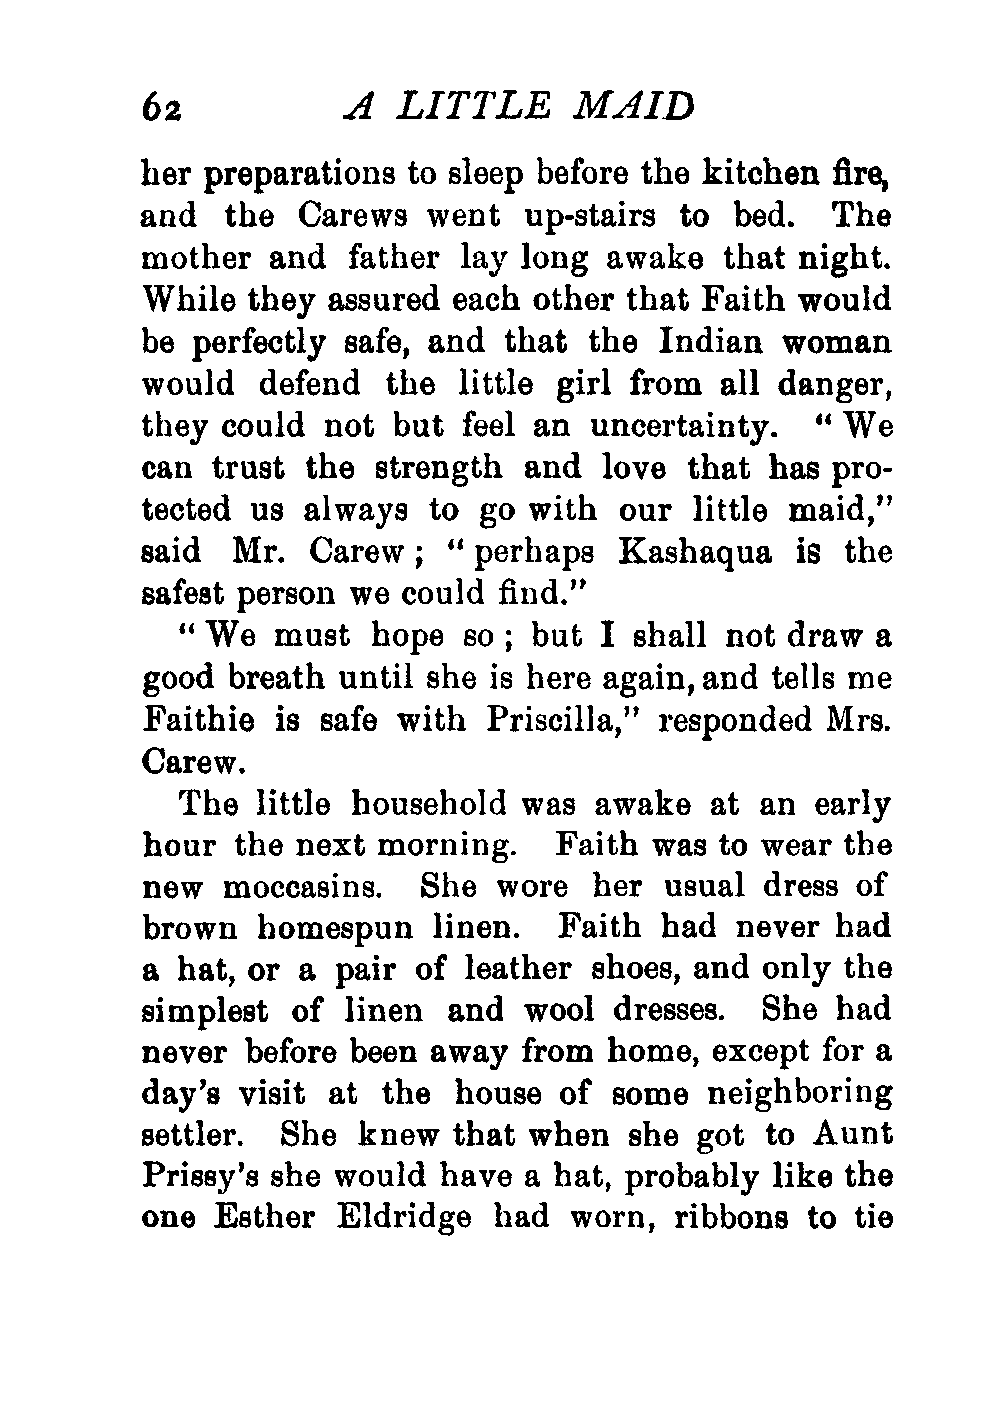 62 A LITTLE MAID
her preparations to sleep before the kitchen fire,
and the Carews went up-stairs to bed. The
mother and father lay long awake that night.
While they assured each other that Faith would
be perfectly safe, and that the Indian woman
would defend the little girl from all danger,
they could not but feel an uncertainty. “ We
can trust the strength and love that has pro-
tected us always to go with our little maid,”
said Mr. Carew ; “ perhaps Kashaqua is the
safest person we could find.”
“ We must hope so ; but I shall not draw a
good breath until she is here again, and tells me
Faithie is safe with Priscilla,” responded Mrs.
Carew.
The little household was awake at an early
hour the next morning. Faith was to wear the
new moccasins. She wore her usual dress of
brown homespun linen. Faith had never had
a hat, or a pair of leather shoes, and only the
simplest of linen and wool dresses. She had
never before been away from home, except for a
day’s visit at the house of some neighboring
settler. She knew that when she got to Aunt
Prissy’s she would have a hat, probably like the
one Esther Eldridge had worn, ribbons to tie